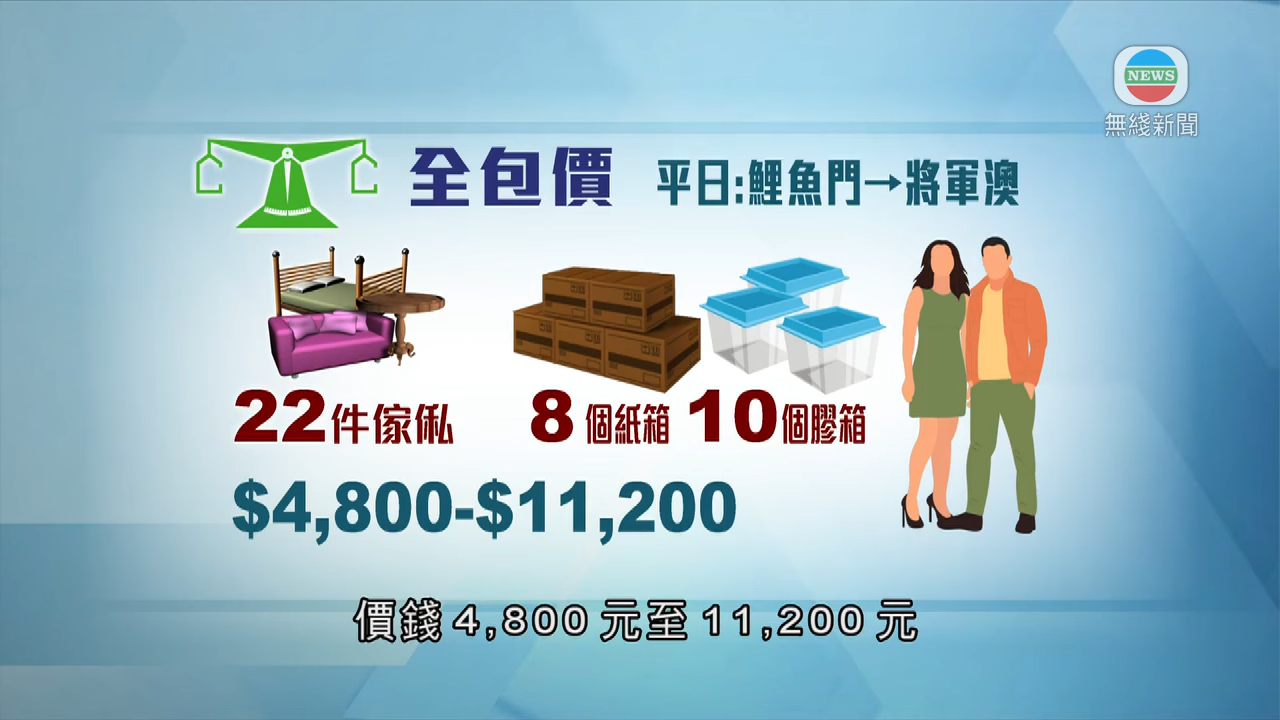 NEWS
無綫新聞
全包價 平日:鯉魚門→將軍澳
22件傢俬 8個紙箱 10個膠箱
$4,800-$11,200
價錢4,800元至11,200元